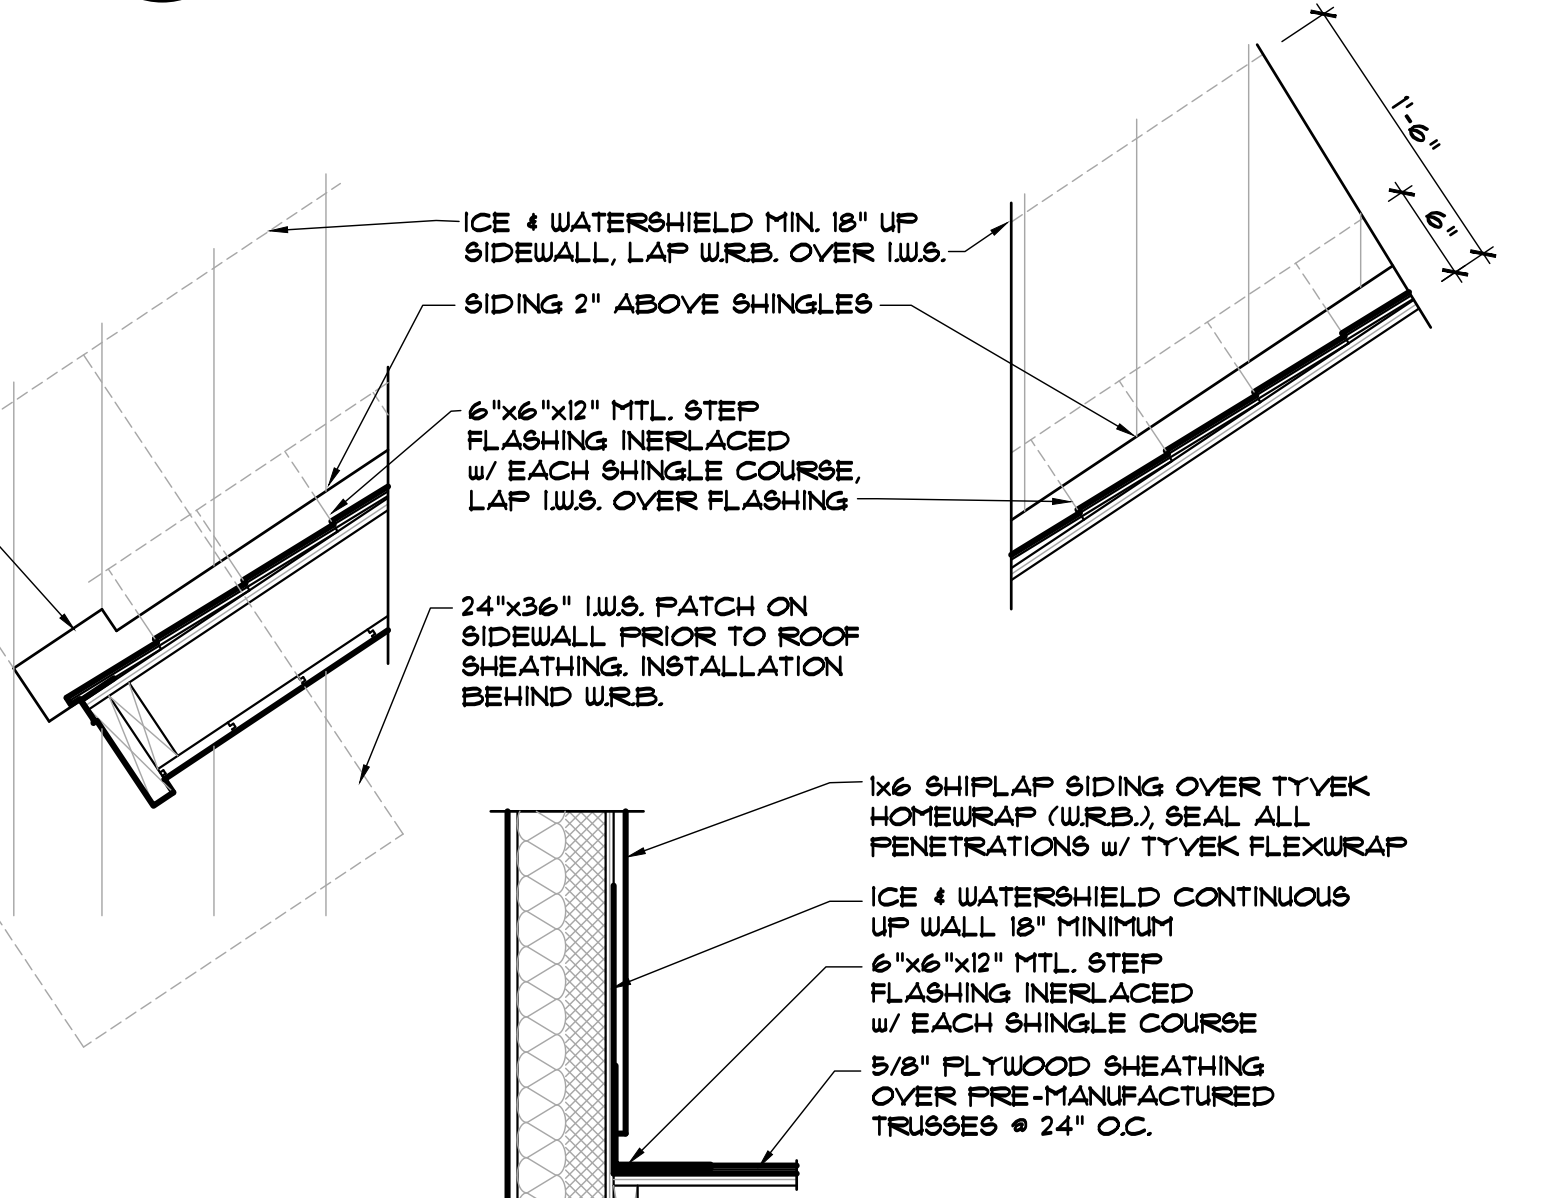 1'-6"
6"
ICE & WATERSHIELD MIN. 18" UP
SIDEWALL, LAP W.R.B. OVER I.W.S.
SIDING 2" ABOVE SHINGLES
6"x6"x12" MTL. STEP
FLASHING INERLACED
w/ EACH SHINGLE COURSE,
LAP I.W.S. OVER FLASHING
24"x36" I.W.S. PATCH ON
SIDEWALL PRIOR TO ROOF
SHEATHING. INSTALLATION
BEHIND W.R.B.
1x6 SHIPLAP SIDING OVER TYVEK
HOMEWRAP (W.R.B.), SEAL ALL
PENETRATIONS w/ TYVEK FLEXWRAP
ICE & WATERSHIELD CONTINUOUS
UP WALL 18" MINIMUM
6"x6"x12" MTL. STEP
FLASHING INERLACED
w/ EACH SHINGLE COURSE
5/8" PLYWOOD SHEATHING
OVER PRE-MANUFACTURED
TRUSSES @ 24" O.C.